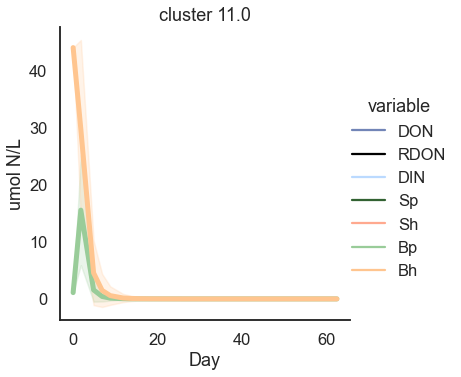 cluster 11.0
umol N/L
40
30
20
10
0
0
20
40
60
Day
variable
DON
RDON
DIN
Sp
Sh
Bp
Bh